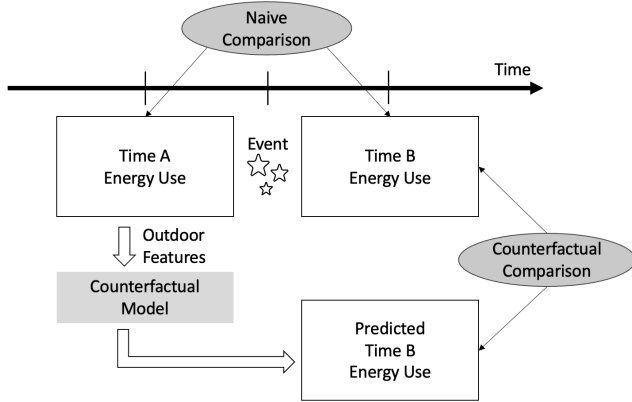 Naive
Comparison
Time
Time A
Energy Use
Event
Time B
Energy Use
Outdoor
Features
Counterfactual
Comparison
Counterfactual
Model
Predicted
Time B
Energy Use